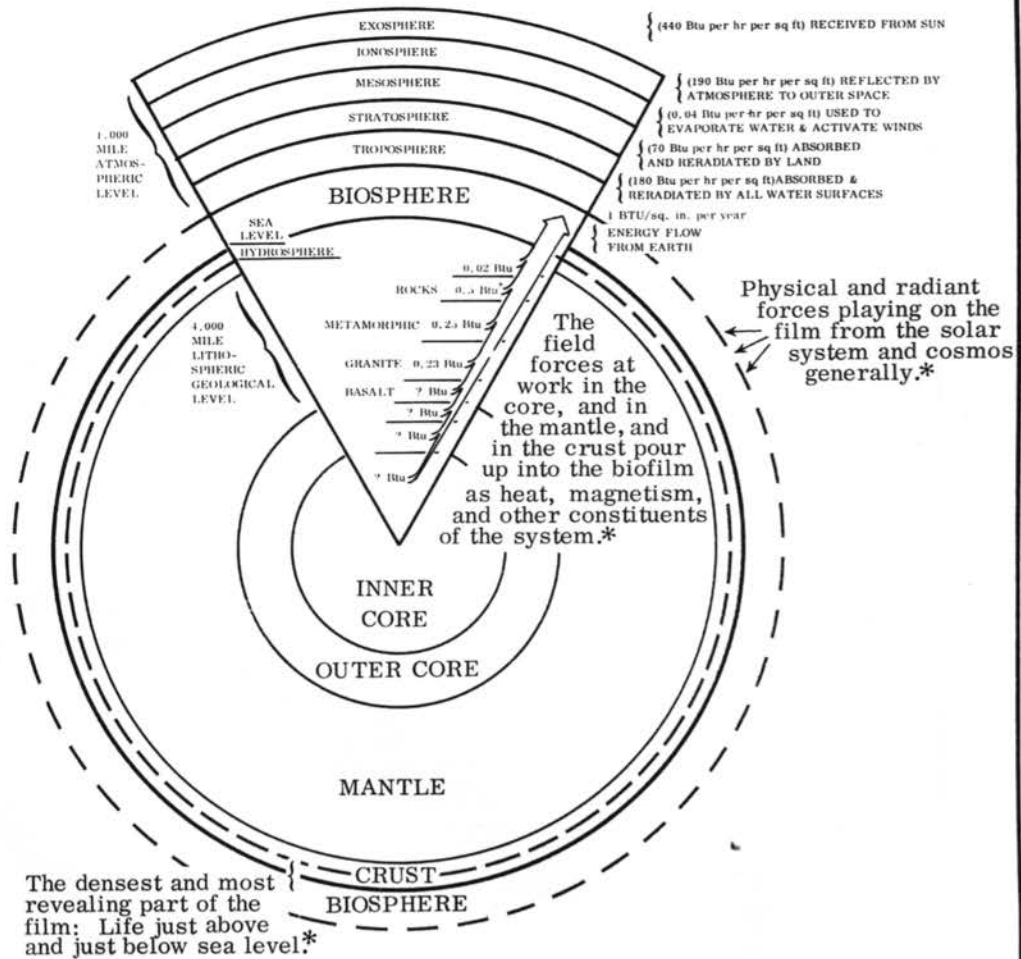 EXOSPHERE
IONOSPHERE
MESOSPHERE
STRATOSPHERE
TROPOSPHERE
BIOSPHERE
(440 Btu per hr per sq ft) RECEIVED FROM SUN
(190 Btu per hr per sq ft) REFLECTED BY
ATMOSPHERE TO OUTER SPACE
(0.04 Btu per hr per sq ft) USED TO
EVAPORATE WATER & ACTIVATE WINDS
(70 Btu per hr per sq ft) ABSORBED
AND RERADIATED BY LAND
(180 Btu per hr per sq ft)ABSORBED &
RERADIATED BY ALL WATER SURFACES
1 BTU/sq. in. per year
ENERGY FLOW
FROM EARTH
1,000
MILE
ATMOS-
PHERIC
LEVEL
SEA
LEVEL
HYDROSPHERE
4,000
MILE
LITHO-
SPHERIC
GEOLOGICAL
LEVEL
0.02 Btu
ROCKS 0.5 Btu
METAMORPHIC 0.25 Btu
GRANITE 0.23 Btu
BASALT ? Btu
? Btu
? Btu
? Btu
The
field
forces at
work in the
core, and in
the mantle, and
in the crust pour
up into the biofilm
as heat, magnetism,
and other constituents
of the system.*
Physical and radiant
forces playing on the
film from the solar
system and cosmos
generally.*
INNER
CORE
OUTER CORE
MANTLE
CRUST
BIOSPHERE
The densest and most
revealing part of the
film: Life just above
and just below sea level.*